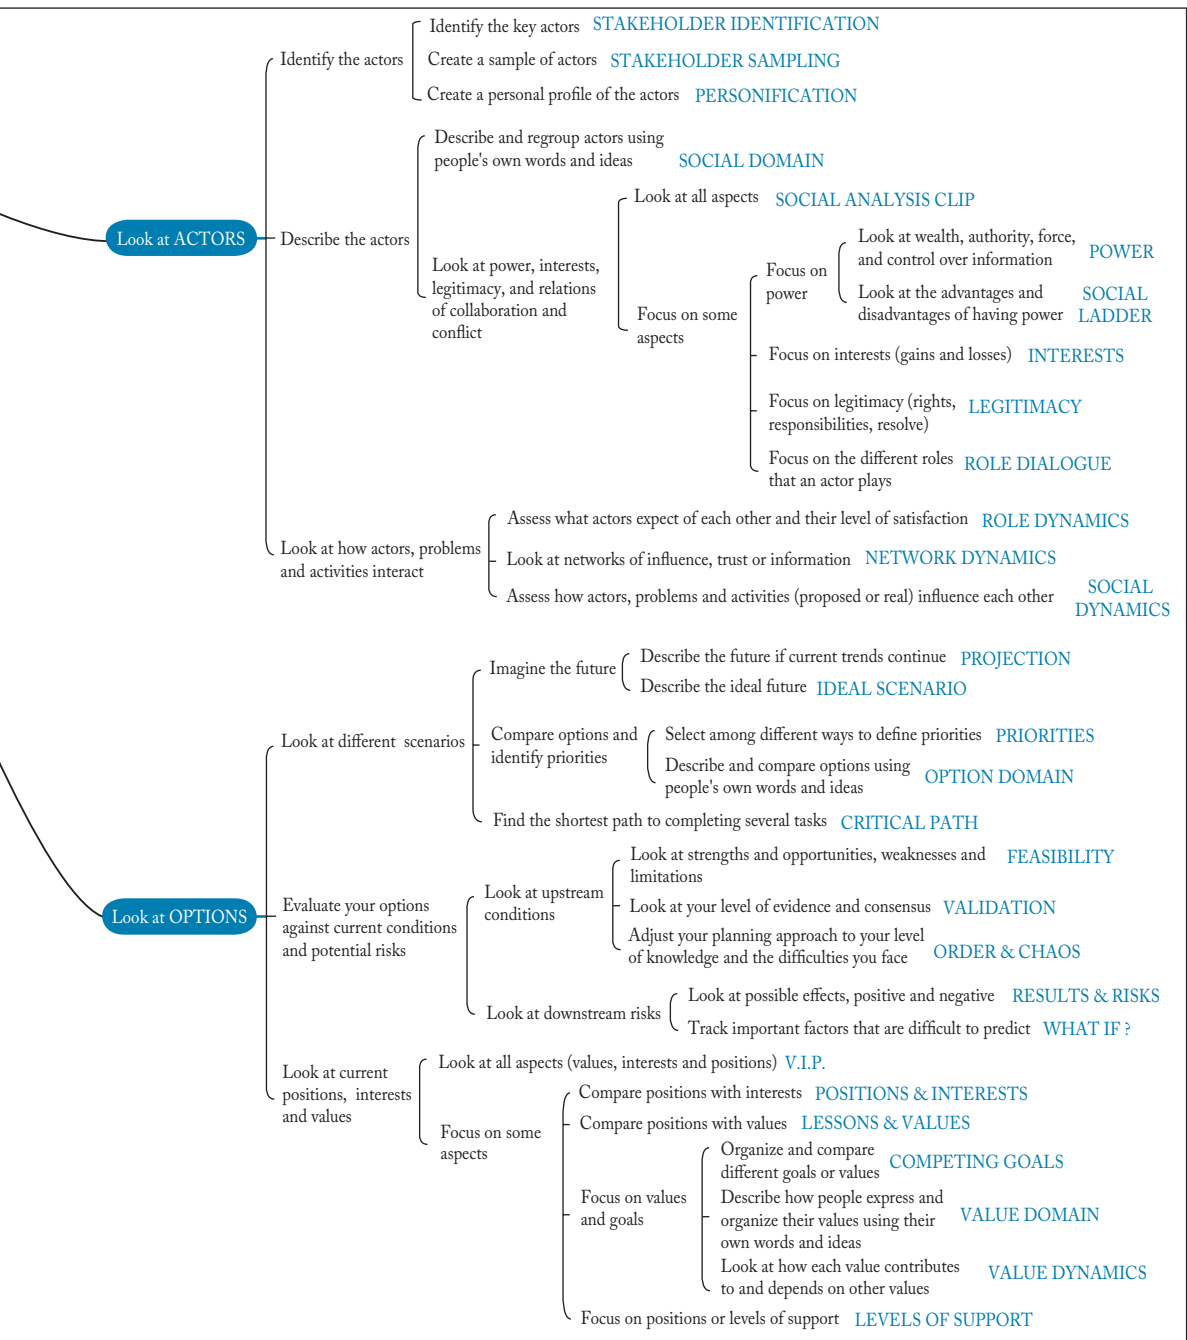 Identify the key actors STAKEHOLDER IDENTIFICATION
Identify the actors
Create a sample of actors STAKEHOLDER SAMPLING
Create a personal profile of the actors PERSONIFICATION
Describe and regroup actors using
people's own words and ideas SOCIAL DOMAIN
Look at all aspects SOCIAL ANALYSIS CLIP
Look at ACTORS
Describe the actors
Look at power, interests,
legitimacy, and relations
of collaboration and
conflict
Focus on some
aspects
Focus on
power
Look at wealth, authority, force,
and control over information POWER
Look at the advantages and
disadvantages of having power
SOCIAL
LADDER
Focus on interests (gains and losses) INTERESTS
Focus on legitimacy (rights,
responsibilities, resolve)
LEGITIMACY
Focus on the different roles
that an actor plays
ROLE DIALOGUE
Look at how actors, problems
and activities interact
Assess what actors expect of each other and their level of satisfaction ROLE DYNAMICS
Look at networks of influence, trust or information NETWORK DYNAMICS
Assess how actors, problems and activities (proposed or real) influence each other
SOCIAL
DYNAMICS
Look at OPTIONS
Look at different scenarios
Imagine the future
Describe the future if current trends continue PROJECTION
Describe the ideal future IDEAL SCENARIO
Compare options and
identify priorities
Select among different ways to define priorities PRIORITIES
Describe and compare options using
people's own words and ideas
OPTION DOMAIN
Find the shortest path to completing several tasks CRITICAL PATH
Evaluate your options
against current conditions
and potential risks
Look at upstream
conditions
Look at strengths and opportunities, weaknesses and
limitations
FEASIBILITY
Look at your level of evidence and consensus VALIDATION
Adjust your planning approach to your level
of knowledge and the difficulties you face
ORDER & CHAOS
Look at downstream risks
Look at possible effects, positive and negative RESULTS & RISKS
Track important factors that are difficult to predict WHAT IF ?
Look at current
positions, interests
and values
Look at all aspects (values, interests and positions) V.I.P.
Focus on some
aspects
Compare positions with interests POSITIONS & INTERESTS
Compare positions with values LESSONS & VALUES
Focus on values
and goals
Organize and compare
different goals or values
COMPETING GOALS
Describe how people express and
organize their values using their
own words and ideas
VALUE DOMAIN
Look at how each value contributes
to and depends on other values
VALUE DYNAMICS
Focus on positions or levels of support LEVELS OF SUPPORT